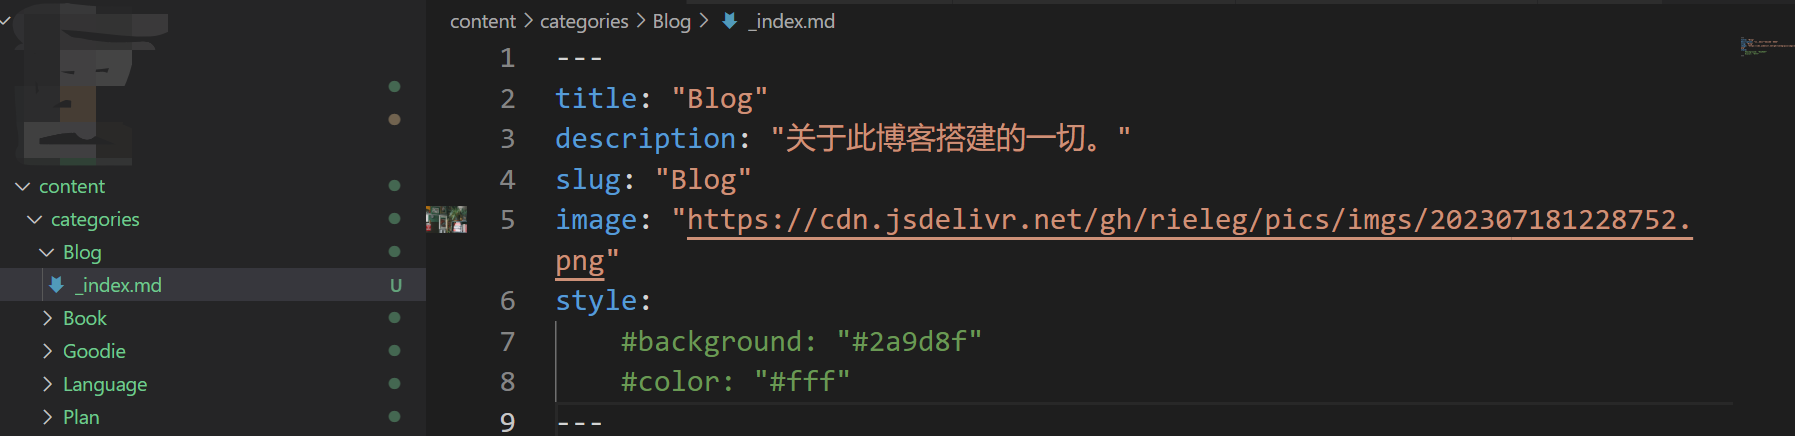 content
categories
Blog
_index.md
U
Book
Goodie
Language
Plan
content > categories > Blog > _index.md
1 ---
2 title: "Blog"
3 description: "关于此博客搭建的一切。"
4 slug: "Blog"
5 image: "https://cdn.jsdelivr.net/gh/rieleg/pics/imgs/202307181228752.
png"
6 style:
7 #background: "#2a9d8f"
8 #color: "#fff"
9 ---